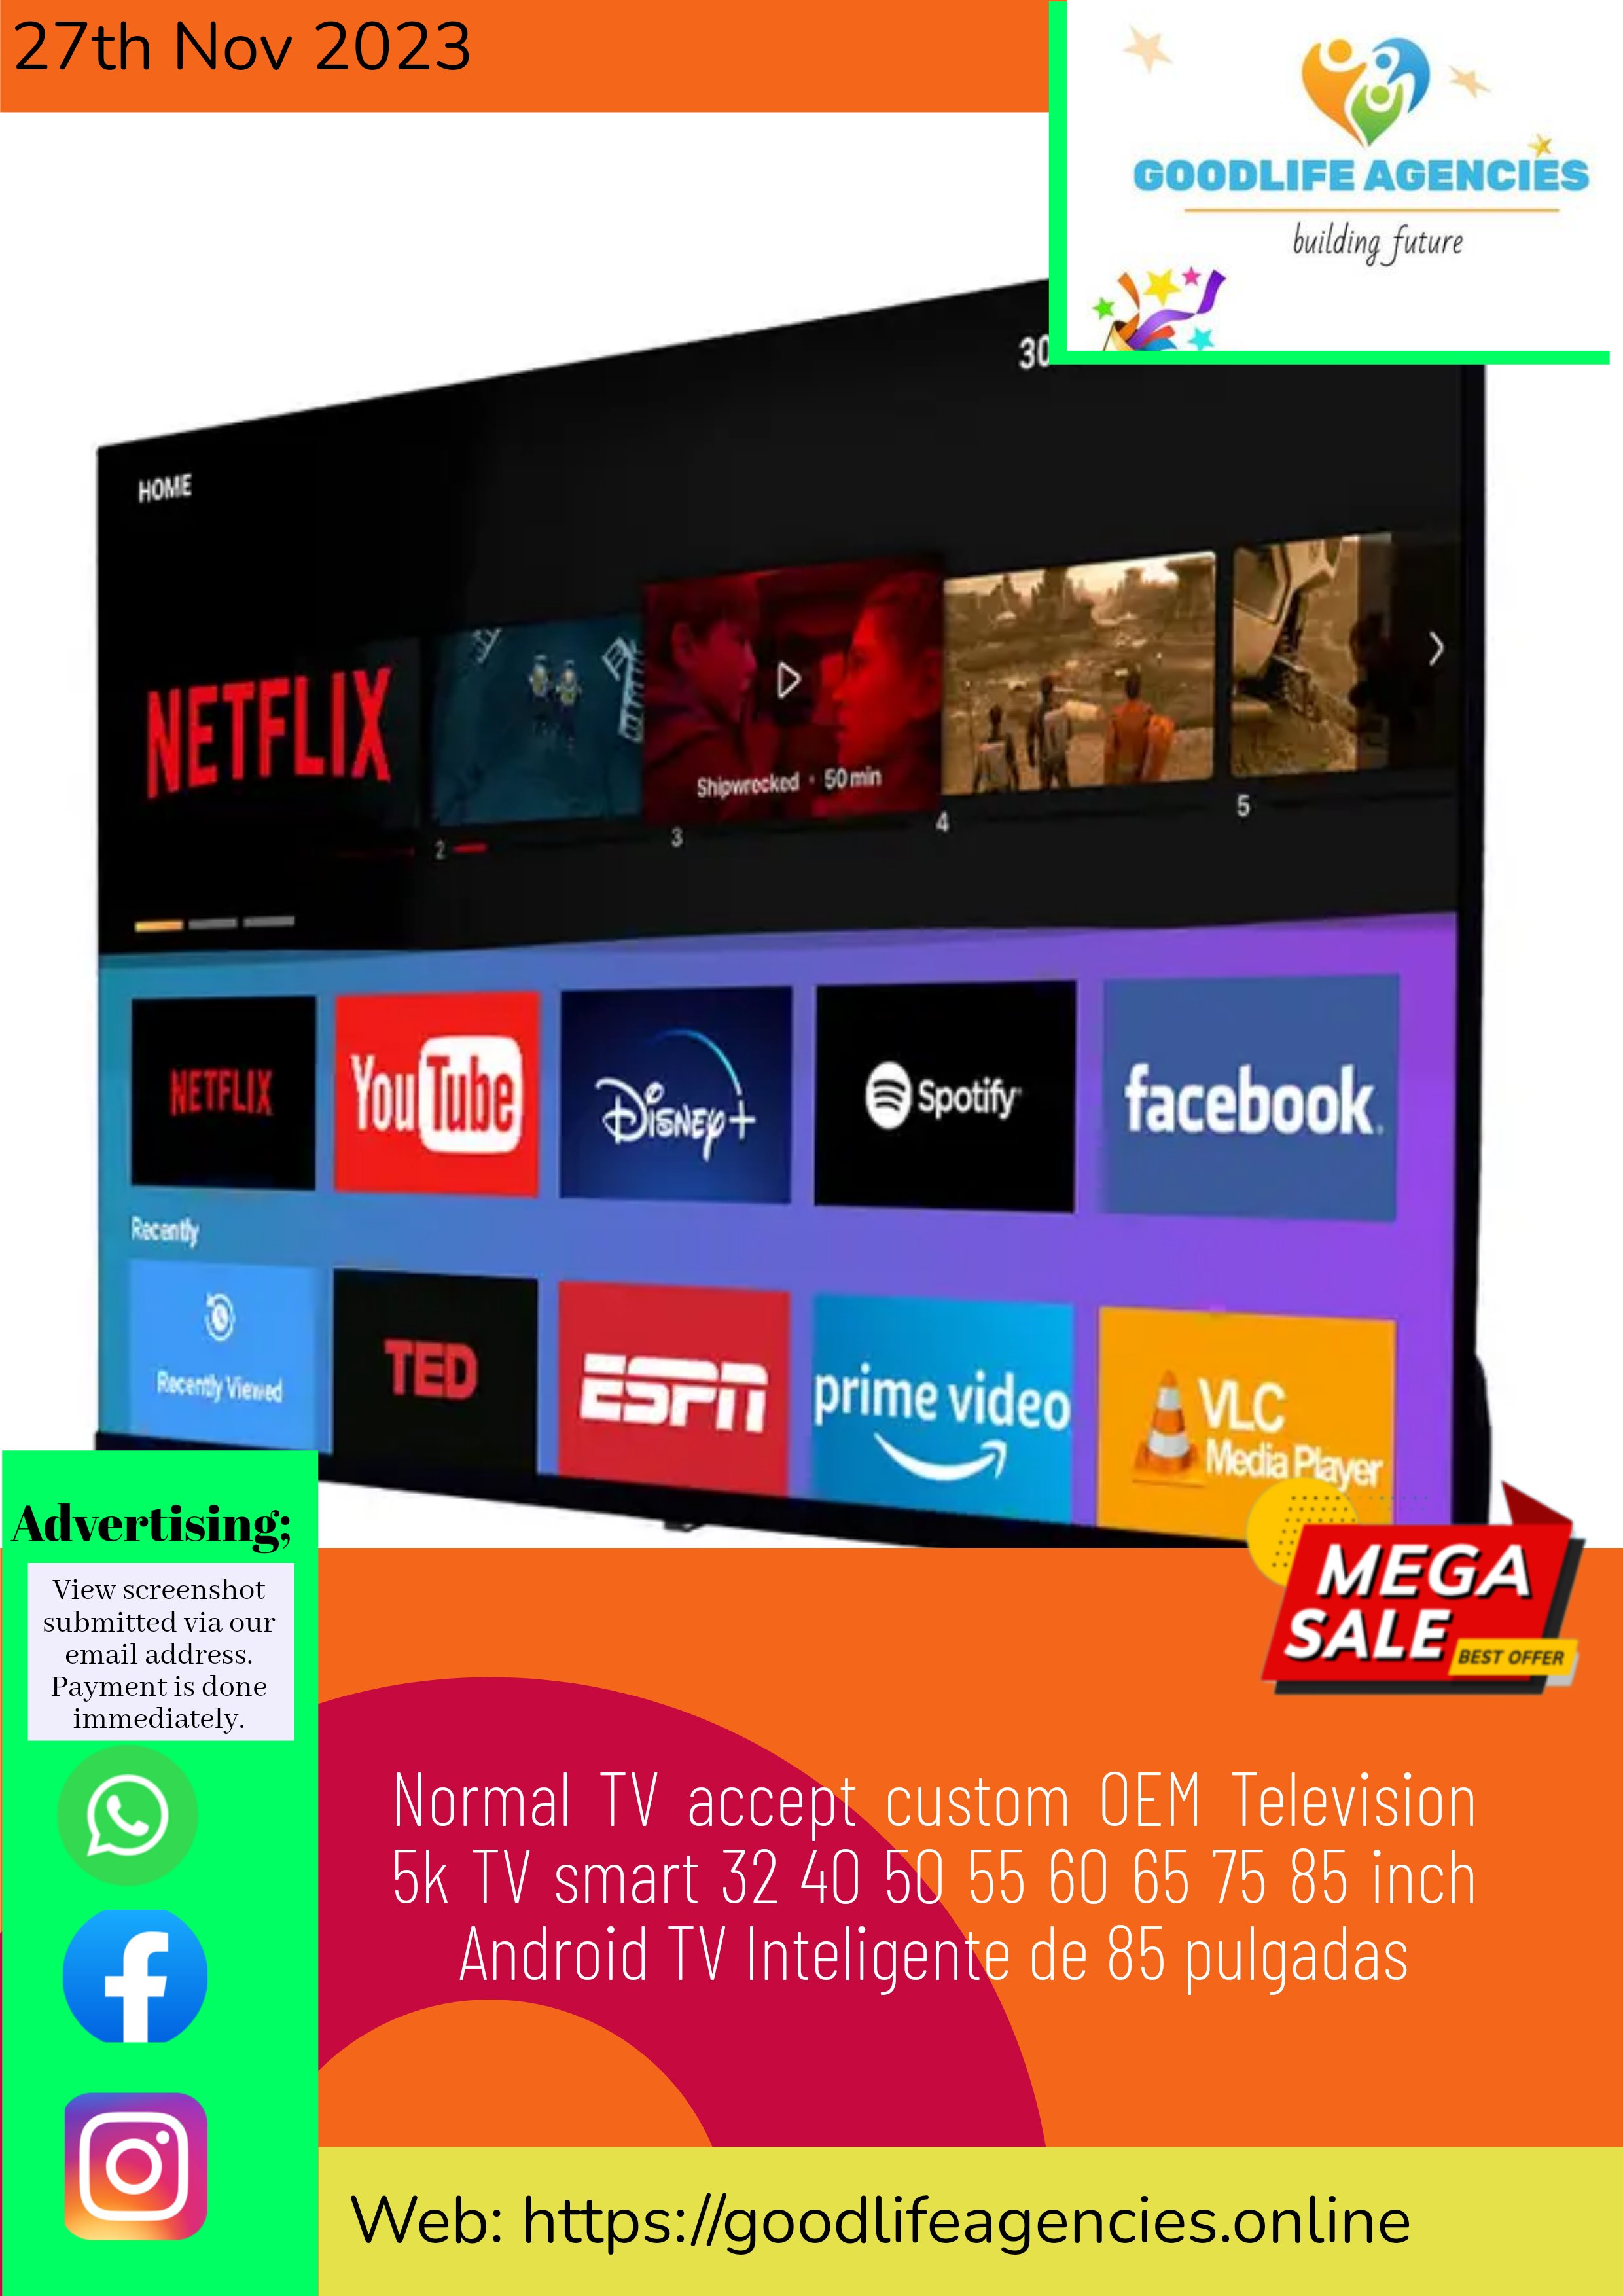 27th Nov 2023
GOODLIFE AGENCIES
building future
30
HOME
NETFLIX
Shipwrecked • 50 min
2
3
4
5
NETFLIX
YouTube
Disney+
Spotify
facebook
Recently
Recently Viewed
TED
ESPN
prime video
VLC
Media Player
Advertising;
View screenshot
submitted via our
email address.
Payment is done
immediately.
MEGA
SALE
BEST OFFER
Normal TV accept custom OEM Television
5k TV smart 32 40 50 55 60 65 75 85 inch
Android TV Inteligente de 85 pulgadas
Web: https://goodlifeagencies.online